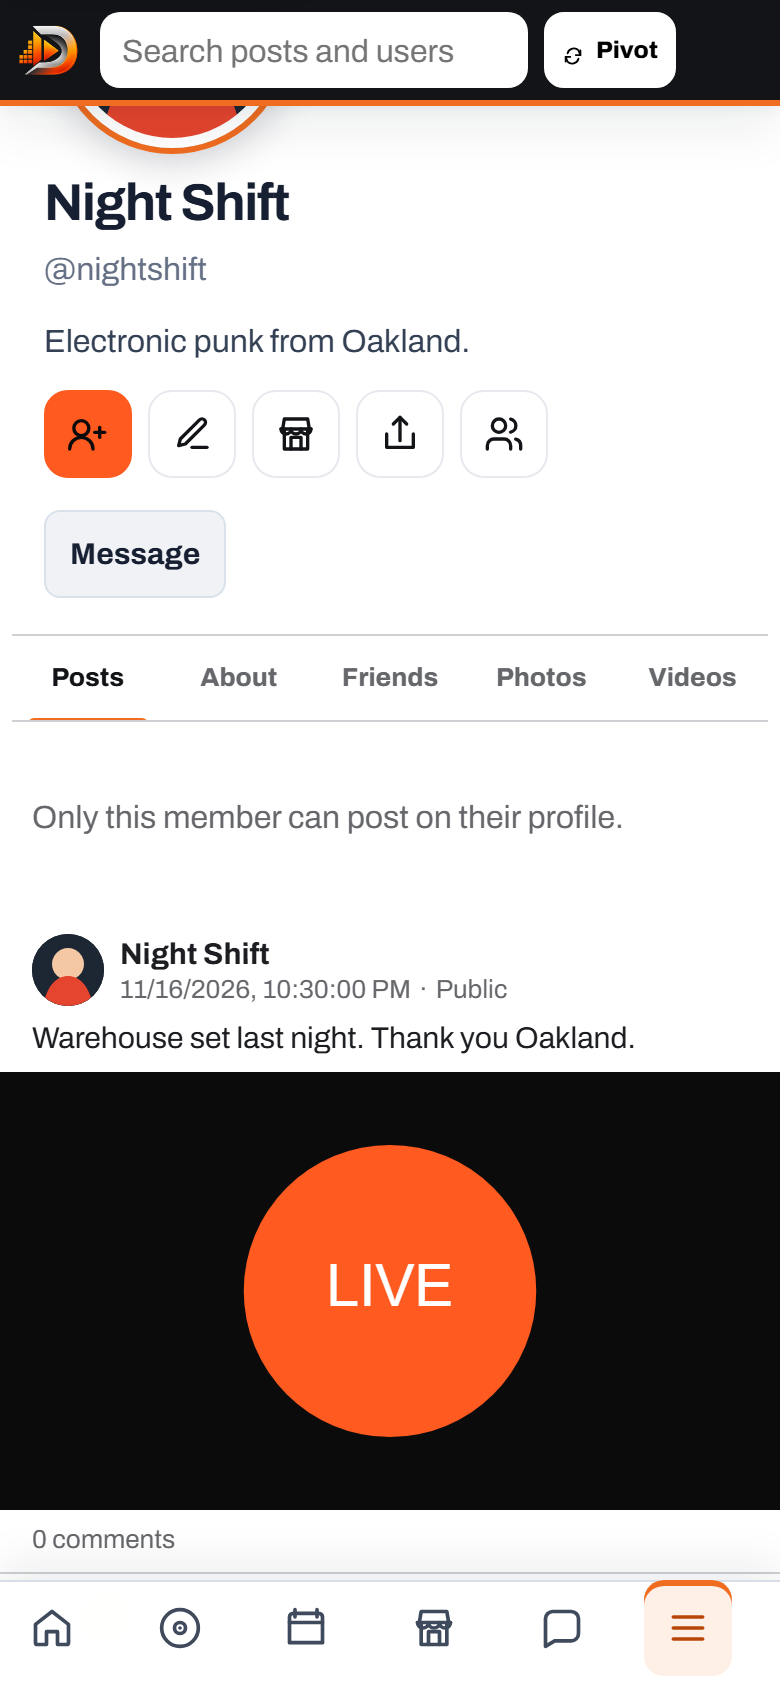 Search posts and users
Pivot
Night Shift
@nightshift
Electronic punk from Oakland.
Message
Posts About Friends Photos Videos
Only this member can post on their profile.
Night Shift
11/16/2026, 10:30:00 PM · Public
Warehouse set last night. Thank you Oakland.
LIVE
0 comments